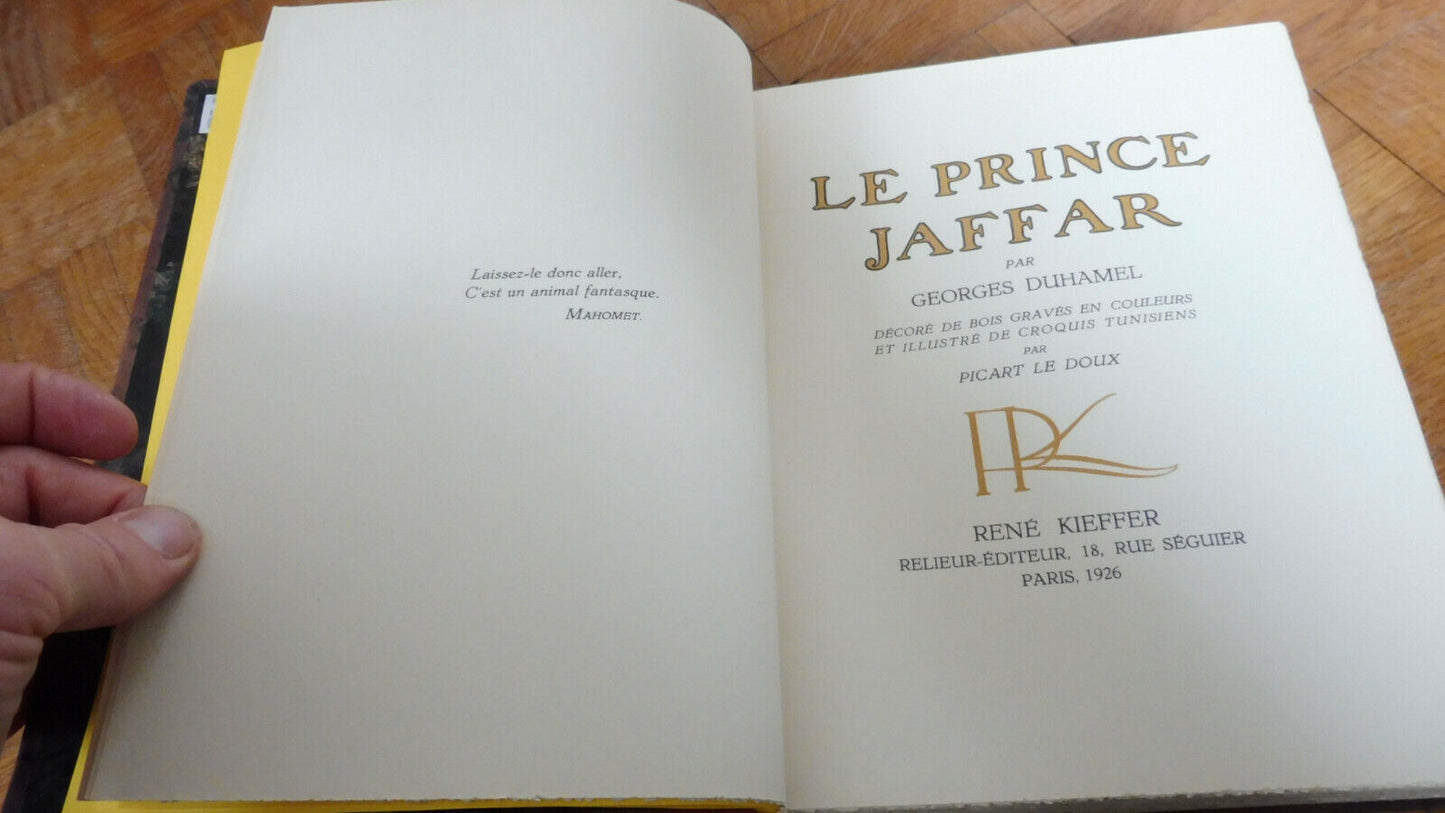 Laissez-le donc aller,
C'est un animal fantasque.
MAHOMET.
LE PRINCE
JAFFAR
PAR
GEORGES DUHAMEL
DÉCORÉ DE BOIS GRAVÉS EN COULEURS
ET ILLUSTRÉ DE CROQUIS TUNISIENS
PAR
PICART LE DOUX
RK
RENÉ KIEFFER
RELIEUR-ÉDITEUR, 18, RUE SÉGUIER
PARIS, 1926